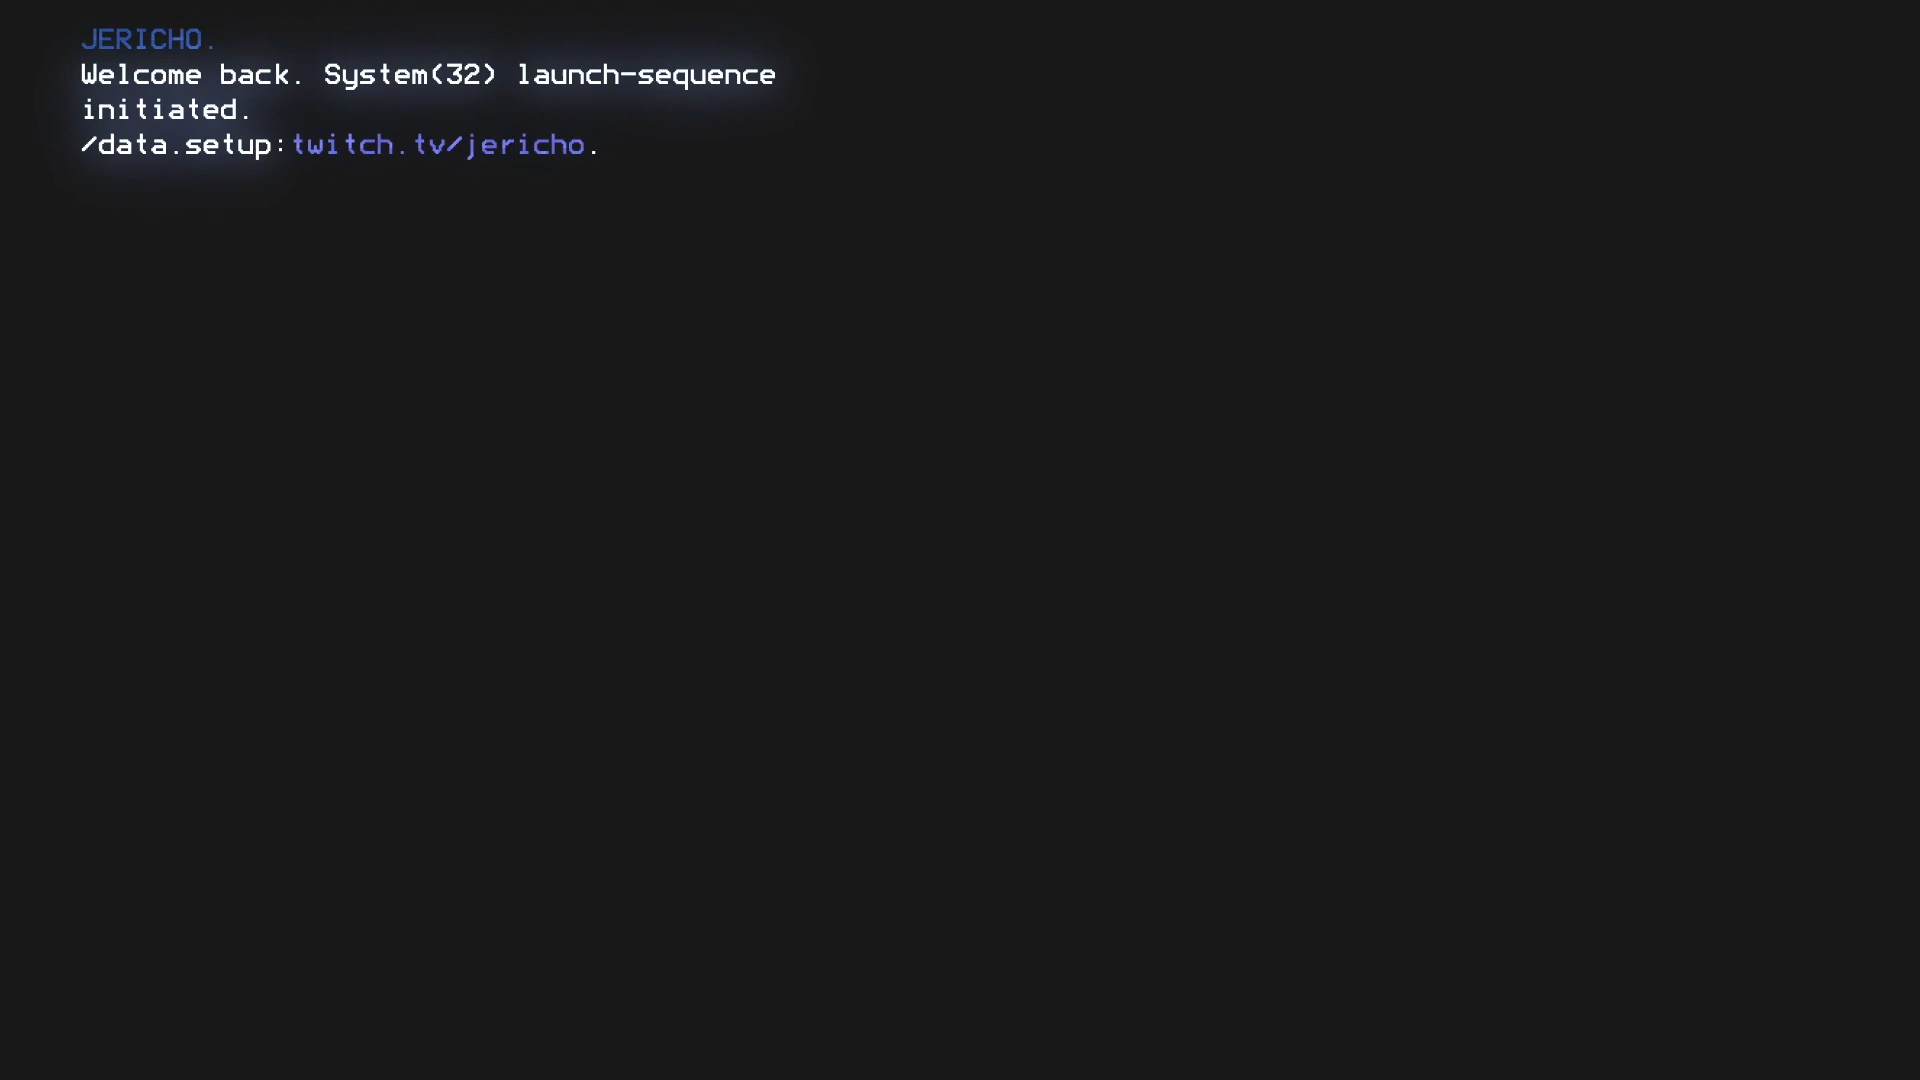 JERICHO.
Welcome back. System(32) launch-sequence
initiated.
/data.setup:twitch.tv/jericho.